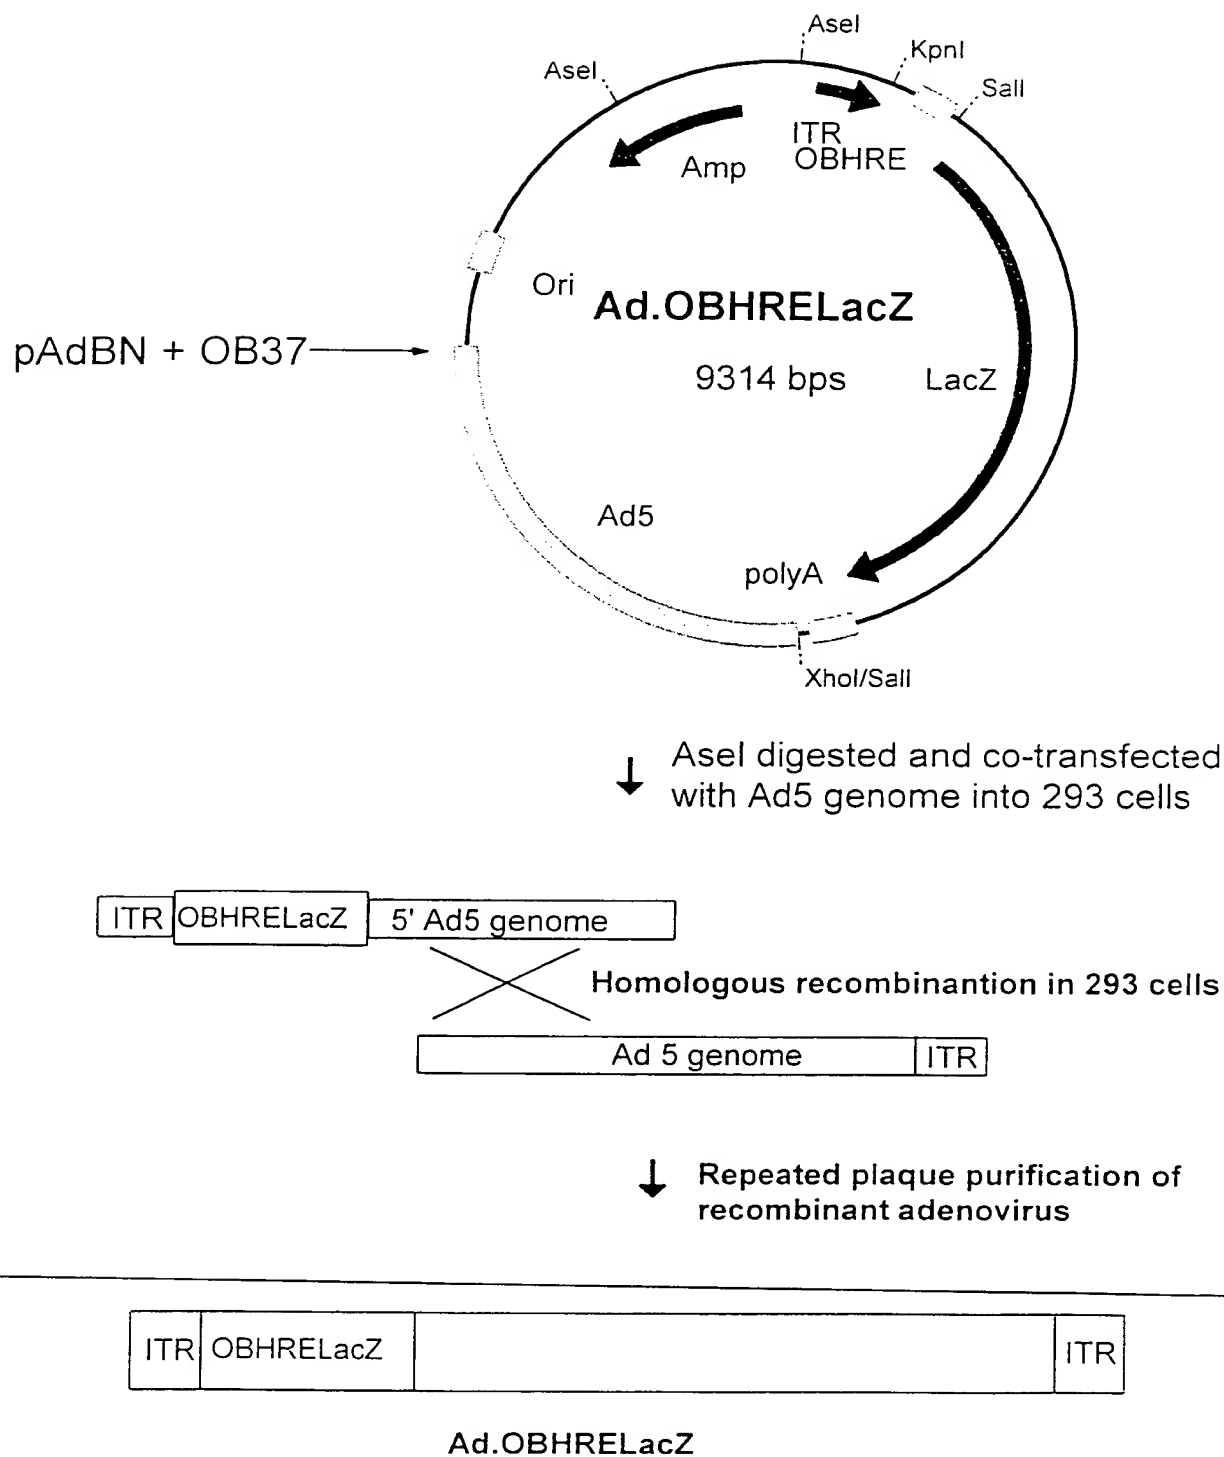 AseI
KpnI
AseI
SalI
ITR
OBHRE
Amp
Ori
Ad.OBHRELacZ
pAdBN + OB37
9314 bps
LacZ
Ad5
polyA
XhoI/SalI
AseI digested and co-transfected
with Ad5 genome into 293 cells
ITR OBHRELacZ 5' Ad5 genome
Homologous recombinantion in 293 cells
Ad 5 genome ITR
Repeated plaque purification of
recombinant adenovirus
ITR OBHRELacZ ITR
Ad.OBHRELacZ